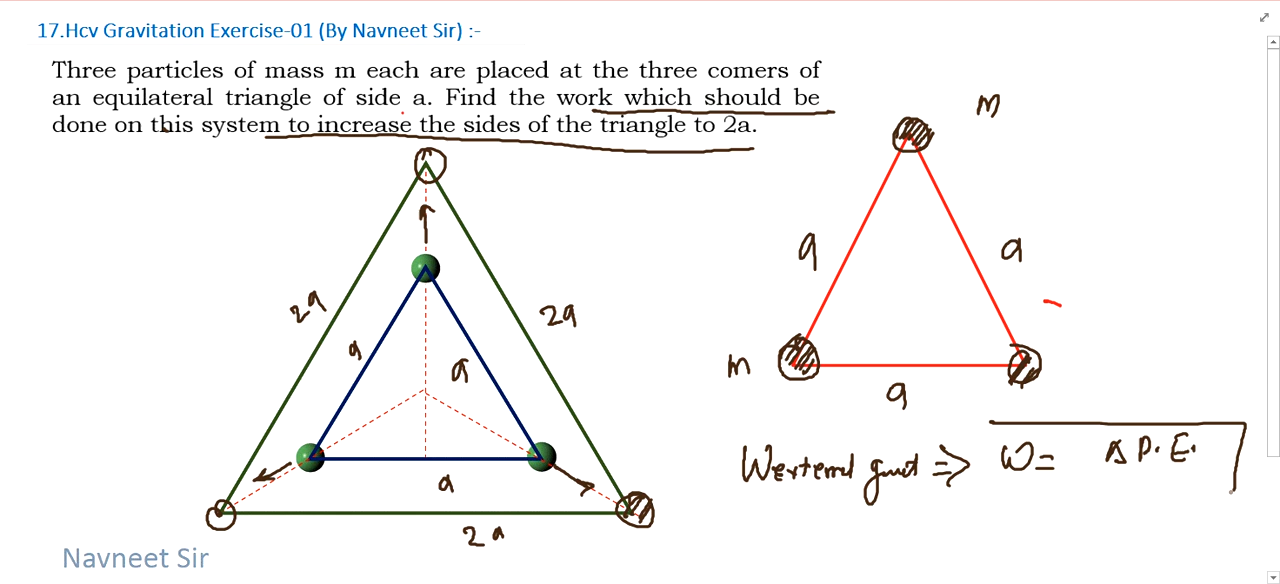 17.Hcv Gravitation Exercise-01 (By Navneet Sir) :-
Three particles of mass m each are placed at the three comers of
an equilateral triangle of side a. Find the work which should be
done on this system to increase the sides of the triangle to 2a.
m
2a
2a
a
a
a
a
a
m
a
2a
W ⇒ W = Δ P.E.
Navneet Sir